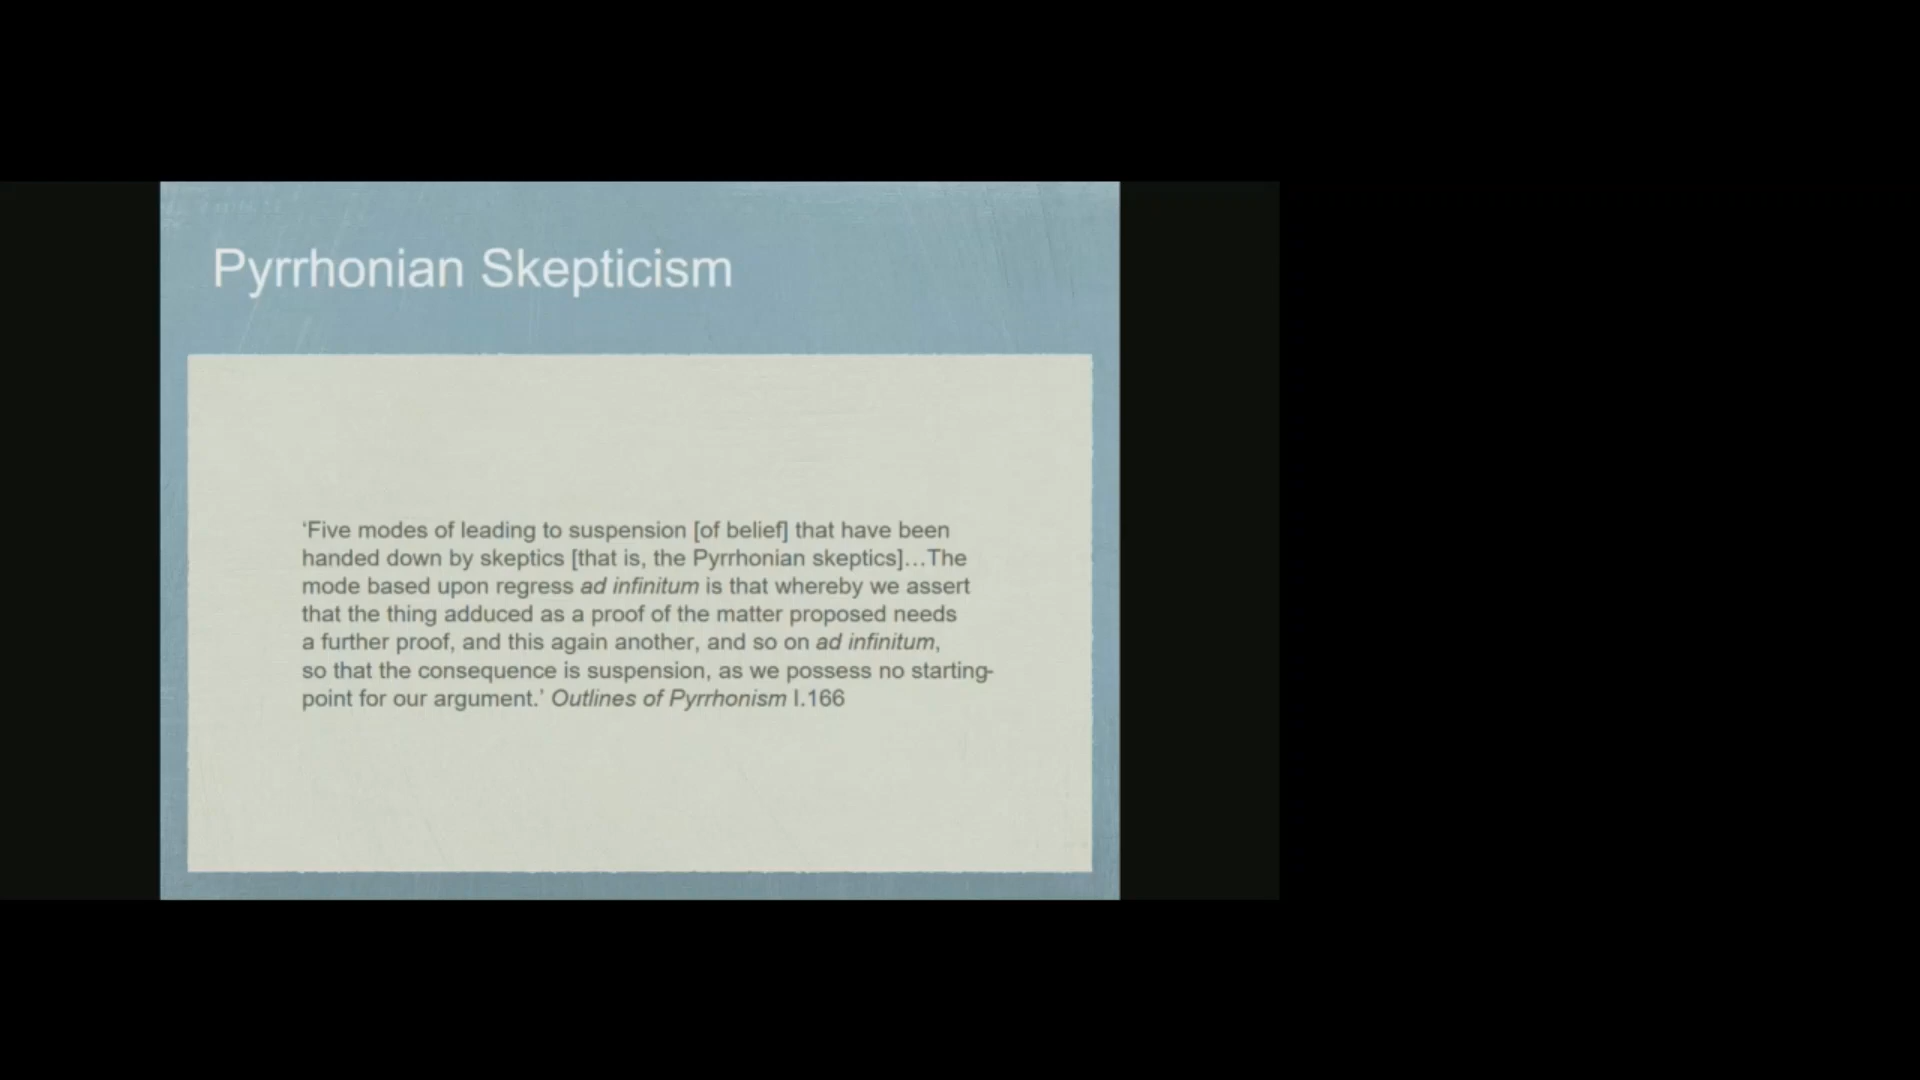 Pyrrhonian Skepticism
‘Five modes of leading to suspension [of belief] that have been
handed down by skeptics [that is, the Pyrrhonian skeptics]…The
mode based upon regress ad infinitum is that whereby we assert
that the thing adduced as a proof of the matter proposed needs
a further proof, and this again another, and so on ad infinitum,
so that the consequence is suspension, as we possess no starting-
point for our argument.’ Outlines of Pyrrhonism I.166